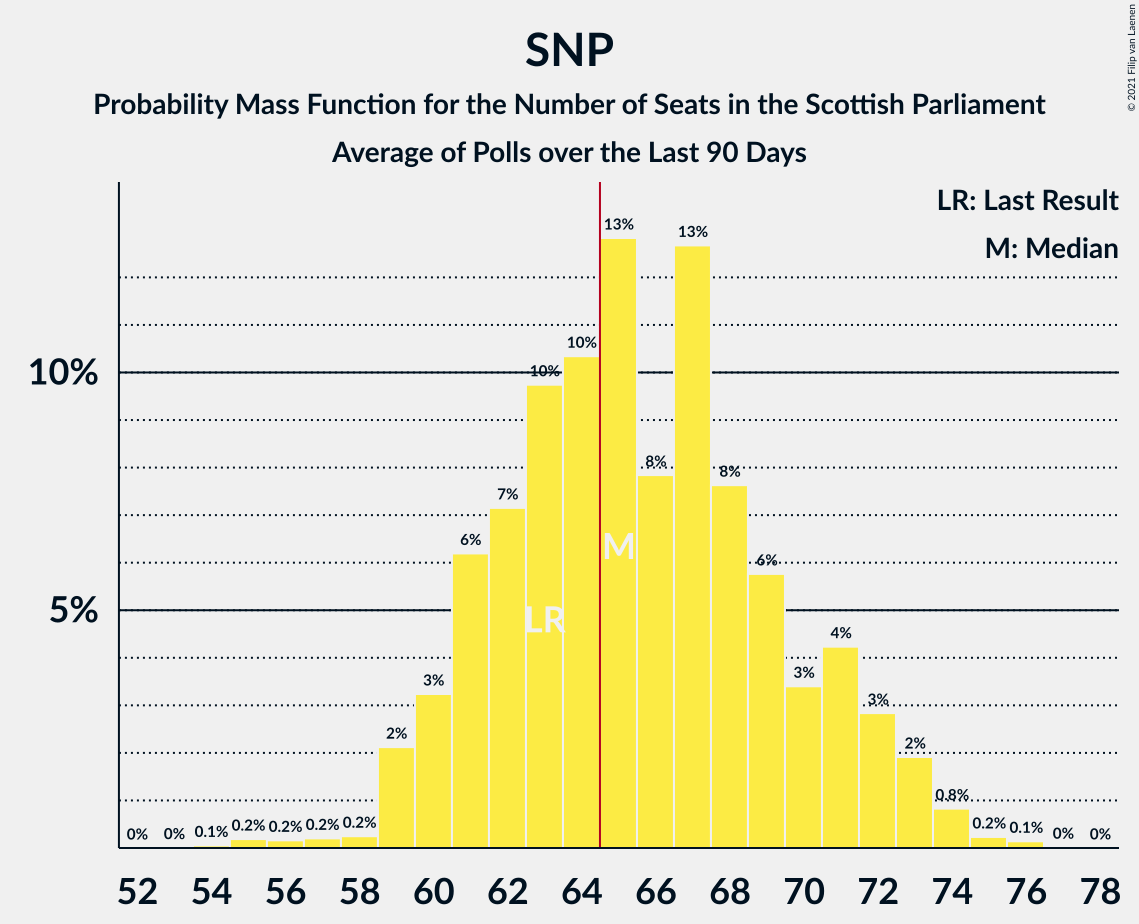 SNP
Probability Mass Function for the Number of Seats in the Scottish Parliament
Average of Polls over the Last 90 Days
© 2021 Filip van Laenen
LR: Last Result
M: Median
10%
5%
0% 0% 0.1% 0.2% 0.2% 0.2% 0.2% 2% 3% 6% 7% 10% 10% 13% 8% 13% 8% 6% 3% 4% 3% 2% 0.8% 0.2% 0.1% 0% 0%
M
LR
52 54 56 58 60 62 64 66 68 70 72 74 76 78